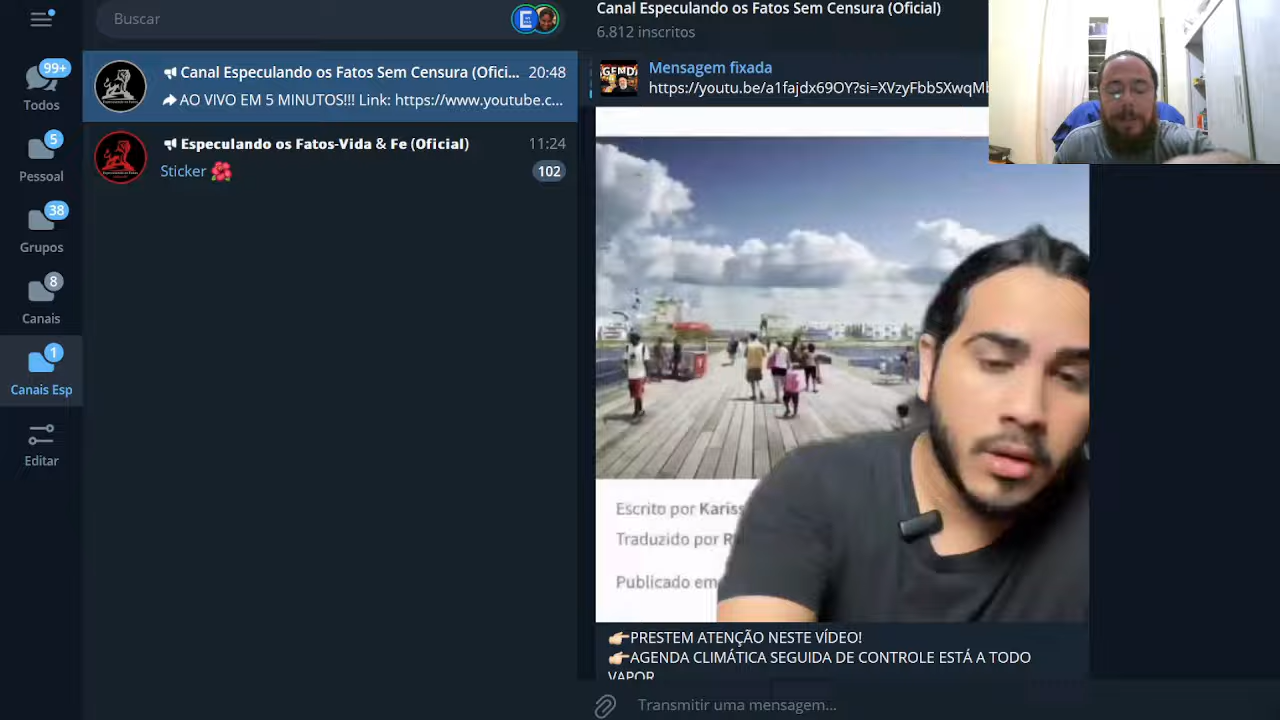 Buscar
99+
Todos
5
Pessoal
38
Grupos
8
Canais
1
Canais Esp
Editar
Canal Especulando os Fatos Sem Censura (Ofici... 20:48
AO VIVO EM 5 MINUTOS!!! Link: https://www.youtube.c...
Especulando os Fatos-Vida & Fe (Oficial) 11:24
Sticker 🌺 102
Canal Especulando os Fatos Sem Censura (Oficial)
6.812 inscritos
Mensagem fixada
https://youtu.be/a1fajdx69OY?si=XVzyFbbSXwqMb
Escrito por Kariss
Traduzido por R
Publicado em
👉🏻PRESTEM ATENÇÃO NESTE VÍDEO!
👉🏻AGENDA CLIMÁTICA SEGUIDA DE CONTROLE ESTÁ A TODO
VAPOR
Transmitir uma mensagem...